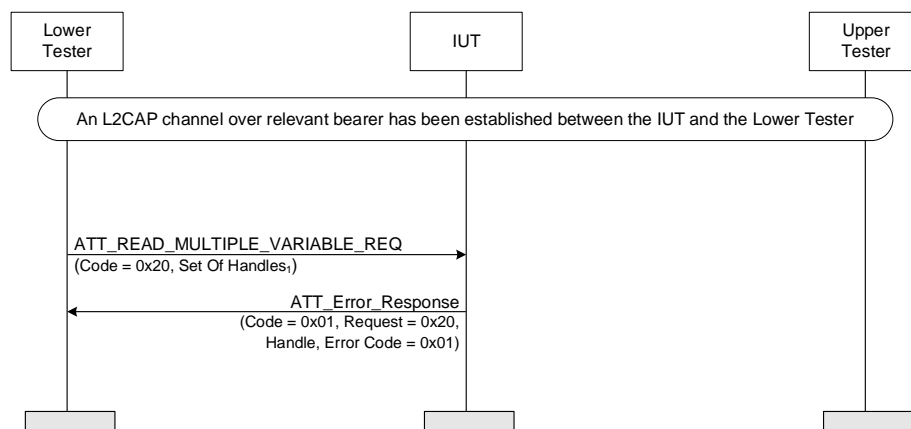 Lower
Tester
IUT
Upper
Tester
An L2CAP channel over relevant bearer has been established between the IUT and the Lower Tester
ATT_READ_MULTIPLE_VARIABLE_REQ
(Code = 0x20, Set Of Handles₁)
ATT_Error_Response
(Code = 0x01, Request = 0x20,
Handle, Error Code = 0x01)